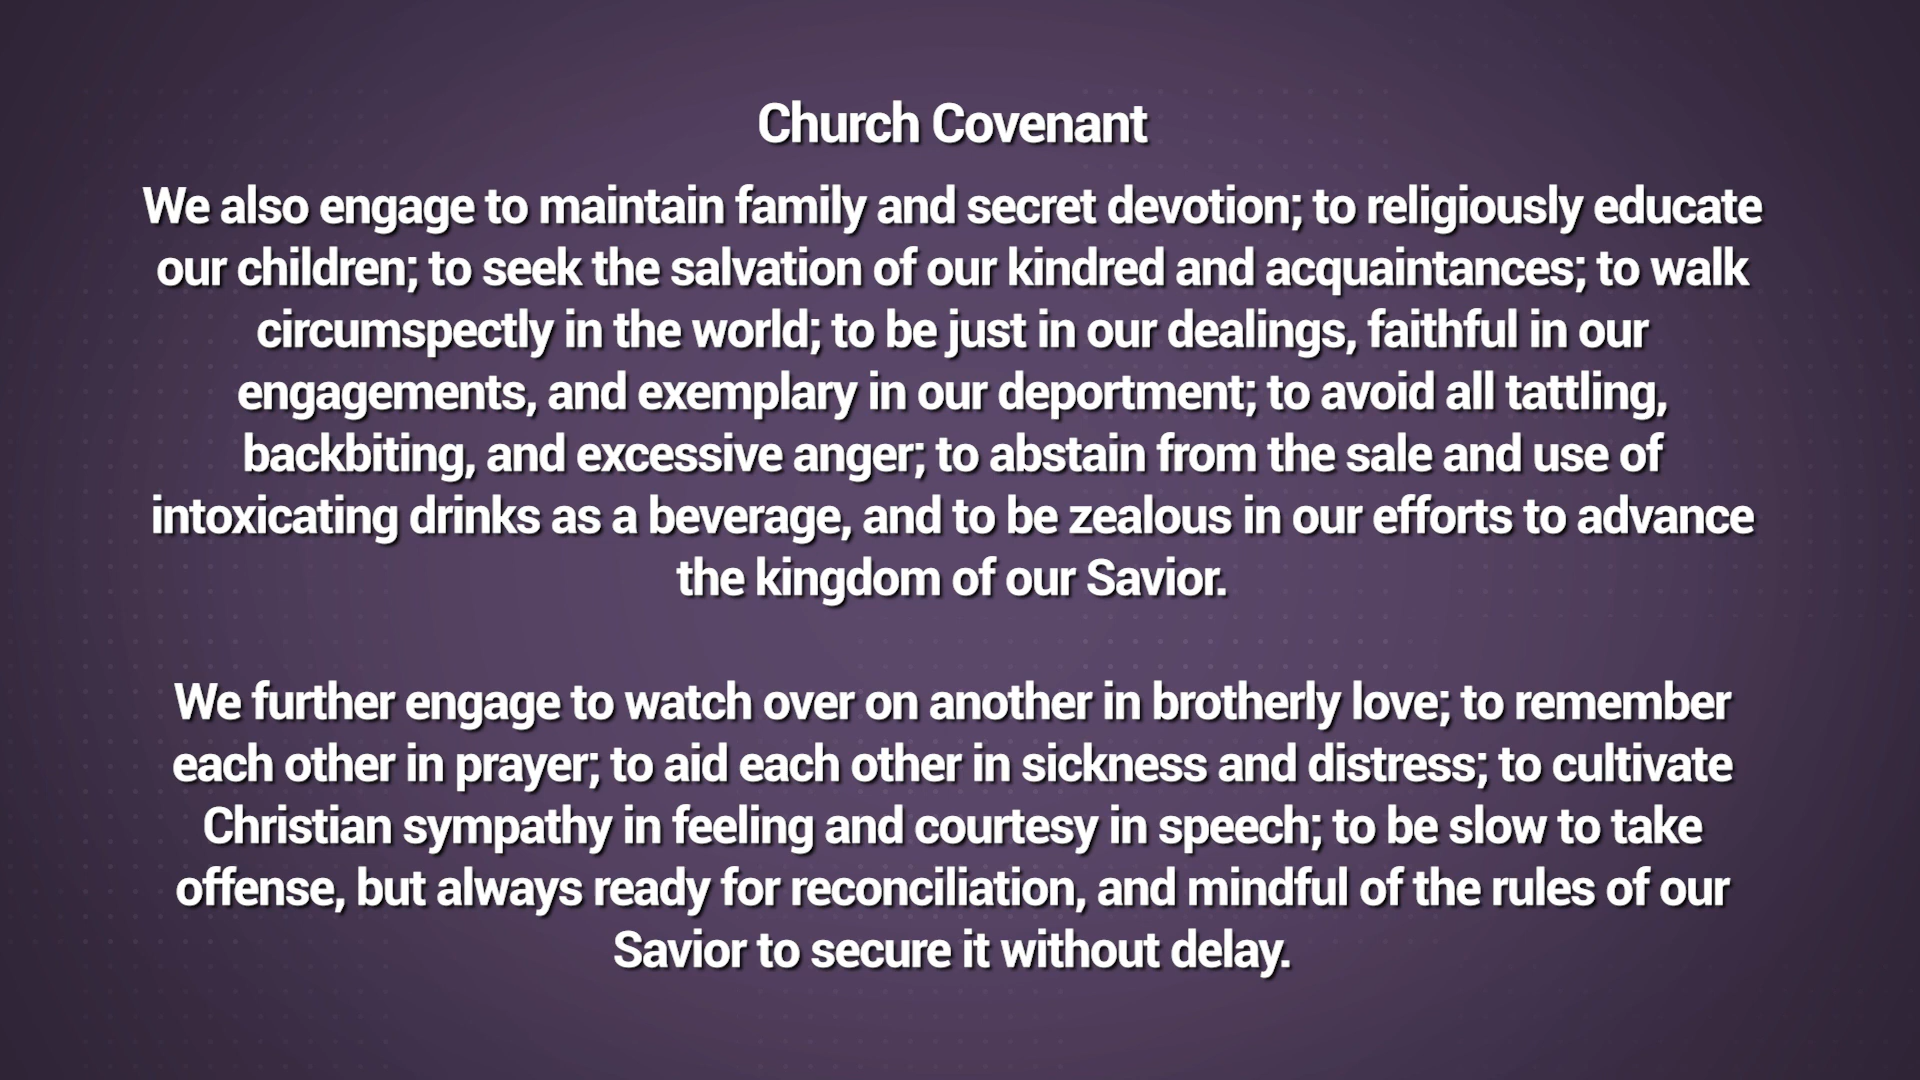 Church Covenant
We also engage to maintain family and secret devotion; to religiously educate
our children; to seek the salvation of our kindred and acquaintances; to walk
circumspectly in the world; to be just in our dealings, faithful in our
engagements, and exemplary in our deportment; to avoid all tattling,
backbiting, and excessive anger; to abstain from the sale and use of
intoxicating drinks as a beverage, and to be zealous in our efforts to advance
the kingdom of our Savior.
We further engage to watch over on another in brotherly love; to remember
each other in prayer; to aid each other in sickness and distress; to cultivate
Christian sympathy in feeling and courtesy in speech; to be slow to take
offense, but always ready for reconciliation, and mindful of the rules of our
Savior to secure it without delay.